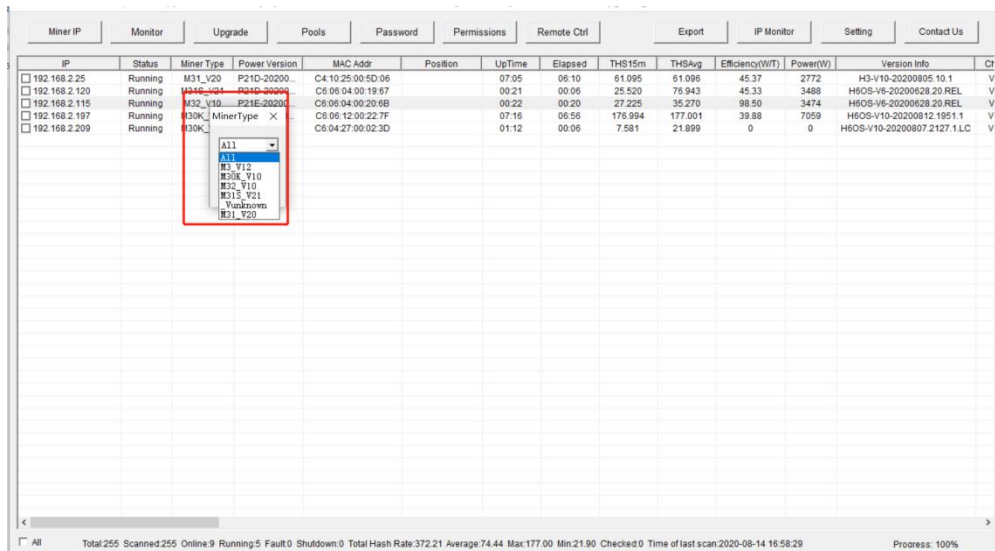 Miner IP Monitor Upgrade Pools Password Permissions Remote Ctrl Export IP Monitor Setting Contact Us
IP Status Miner Type Power Version MAC Addr Position UpTime Elapsed THS15m THSAvg Efficiency(W/T) Power(W) Version Info
192.168.2.25 Running M31_V20 P21D-20200... C4:10:25:00:5D:06 07:05 06:10 61.095 61.096 45.37 2772 H3-V10-20200805.10.1
192.168.2.120 Running M31S_V21 P21D-20200... C6:06:04:00:19:67 00:21 00:06 25.520 76.943 45.33 3488 H6OS-V6-20200628.20.REL
192.168.2.115 Running M32_V10 P21E-20200... C6:06:04:00:20:6B 00:22 00:20 27.225 35.270 98.50 3474 H6OS-V6-20200628.20.REL
192.168.2.197 Running M30K_ C6:06:12:00:22:7F 07:16 06:56 176.994 177.001 39.88 7059 H6OS-V10-20200812.1951.1
192.168.2.209 Running M30K_ C6:04:27:00:02:3D 01:12 00:06 7.581 21.899 0 0 H6OS-V10-20200807.2127.1.LC
MinerType
All
All
M3_V12
M30K_V10
M32_V10
M31S_V21
_Vunknown
M31_V20
All Total:255 Scanned:255 Online:9 Running:5 Fault:0 Shutdown:0 Total Hash Rate:372.21 Average:74.44 Max:177.00 Min:21.90 Checked:0 Time of last scan:2020-08-14 16:58:29 Progress: 100%